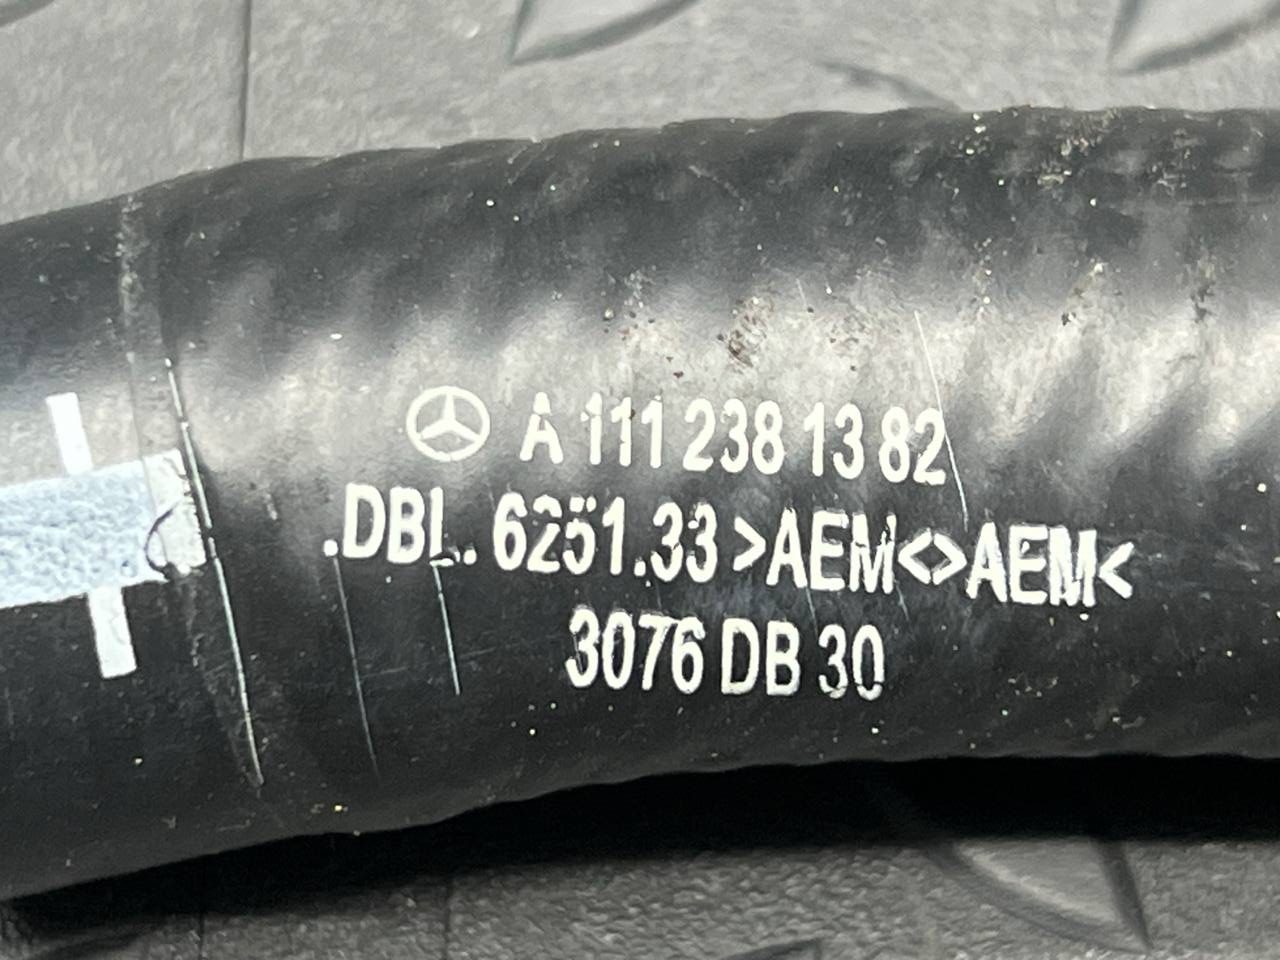 A 111 238 13 82
.DBL. 6251.33 >AEM<>AEM<
3076 DB 30